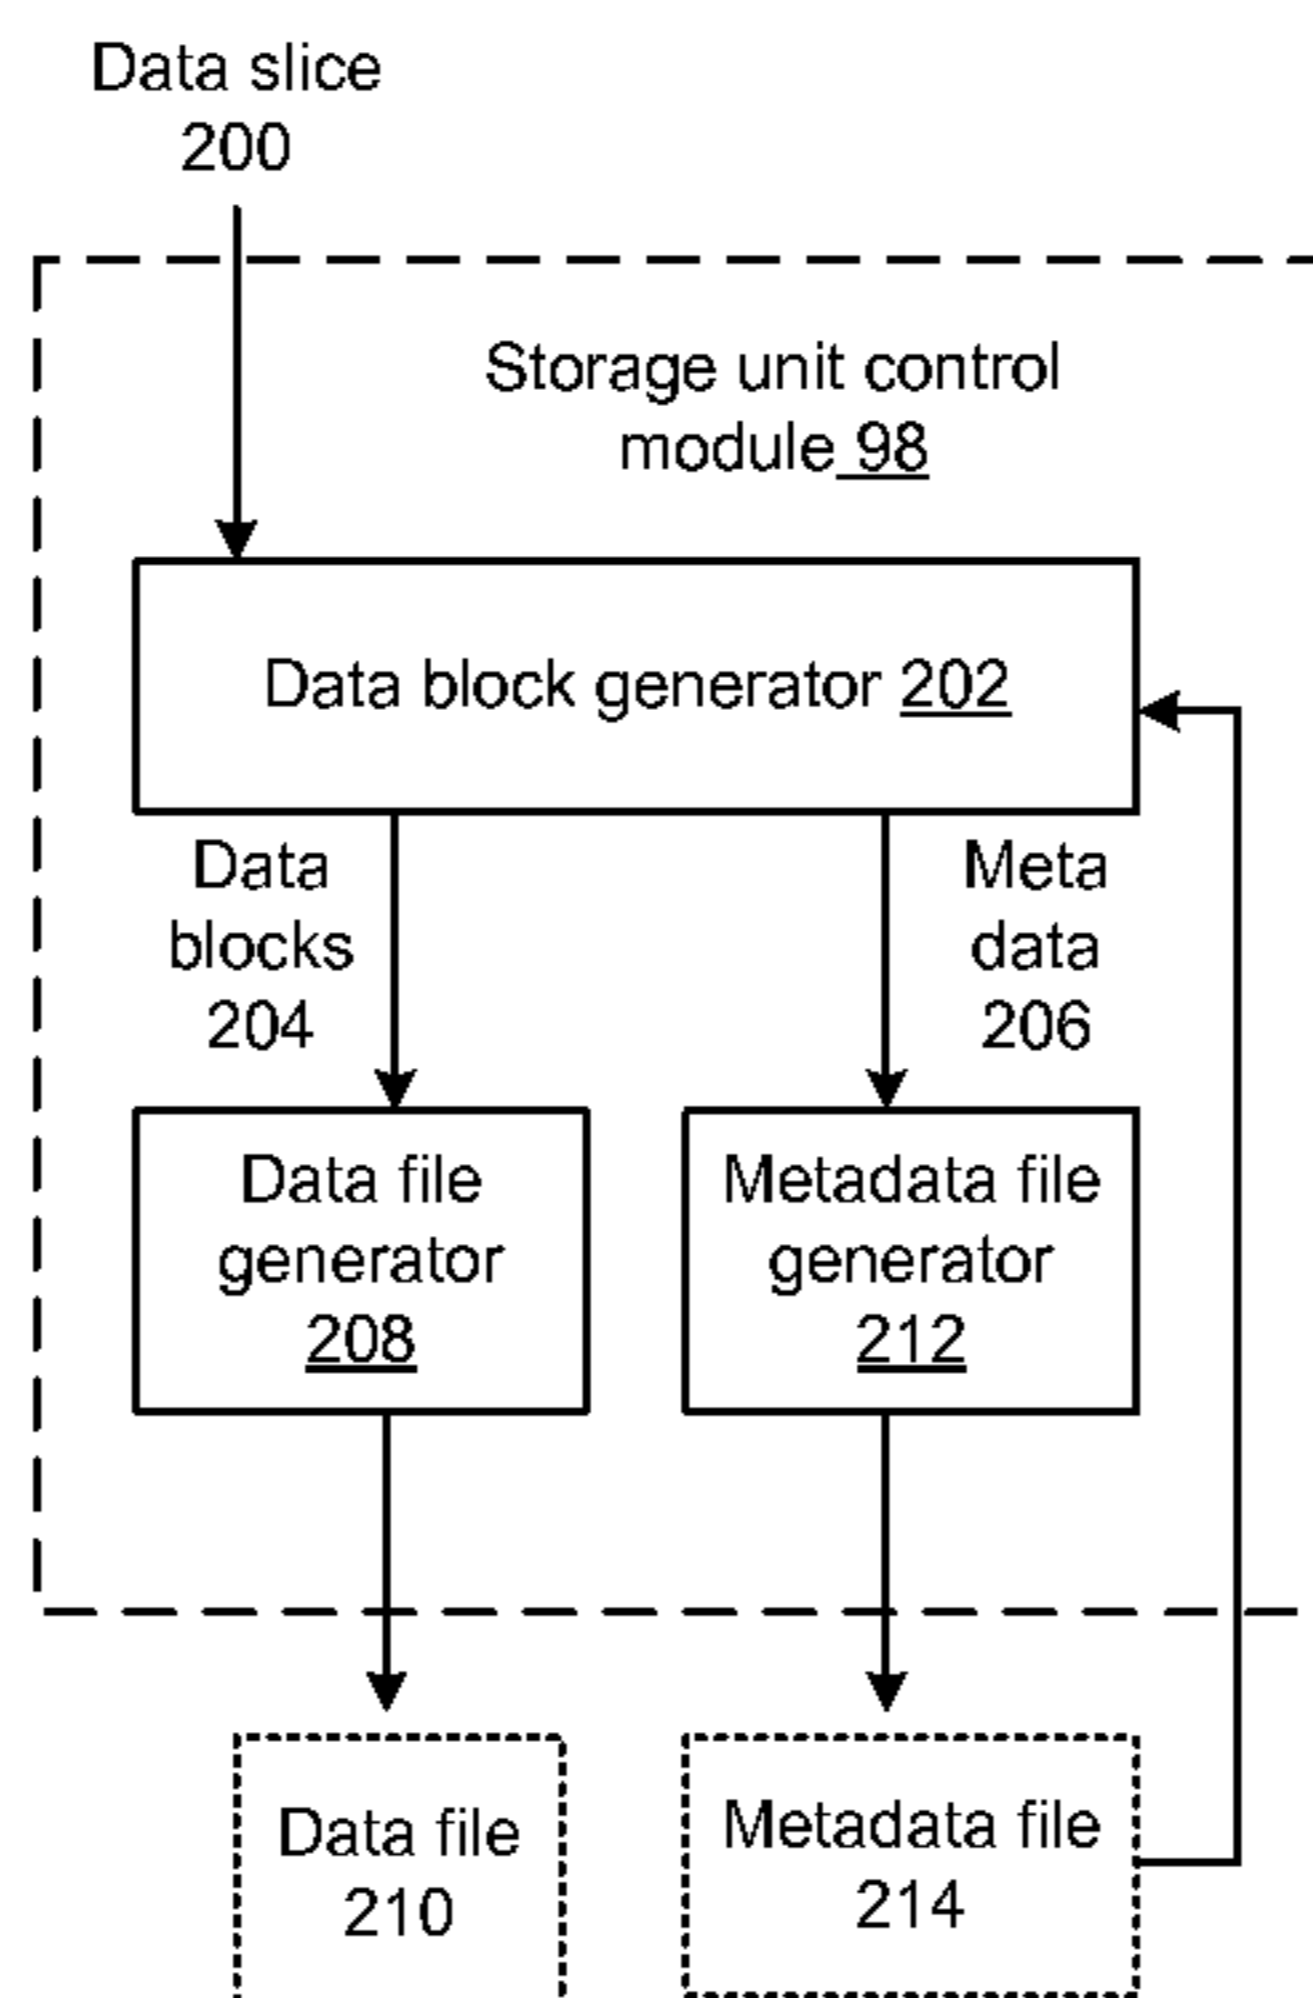 Data slice
200
Storage unit control
module 98
Data block generator 202
Data
blocks
204
Meta
data
206
Data file
generator
208
Metadata file
generator
212
Data file
210
Metadata file
214